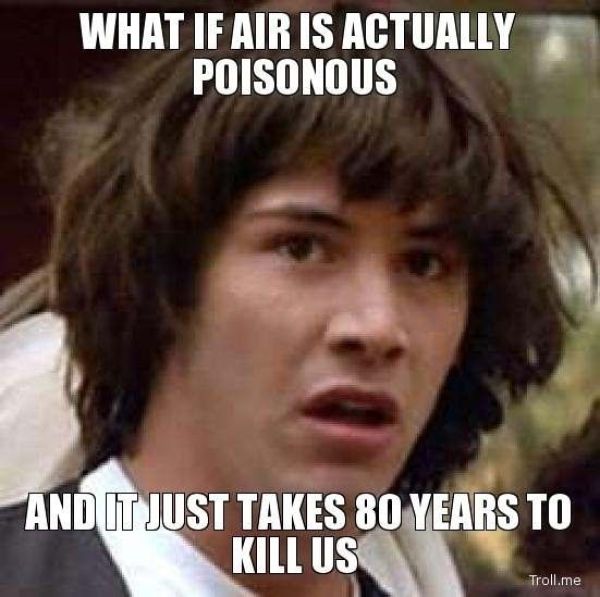 WHAT IF AIR IS ACTUALLY
POISONOUS
AND IT JUST TAKES 80 YEARS TO
KILL US
Troll.me